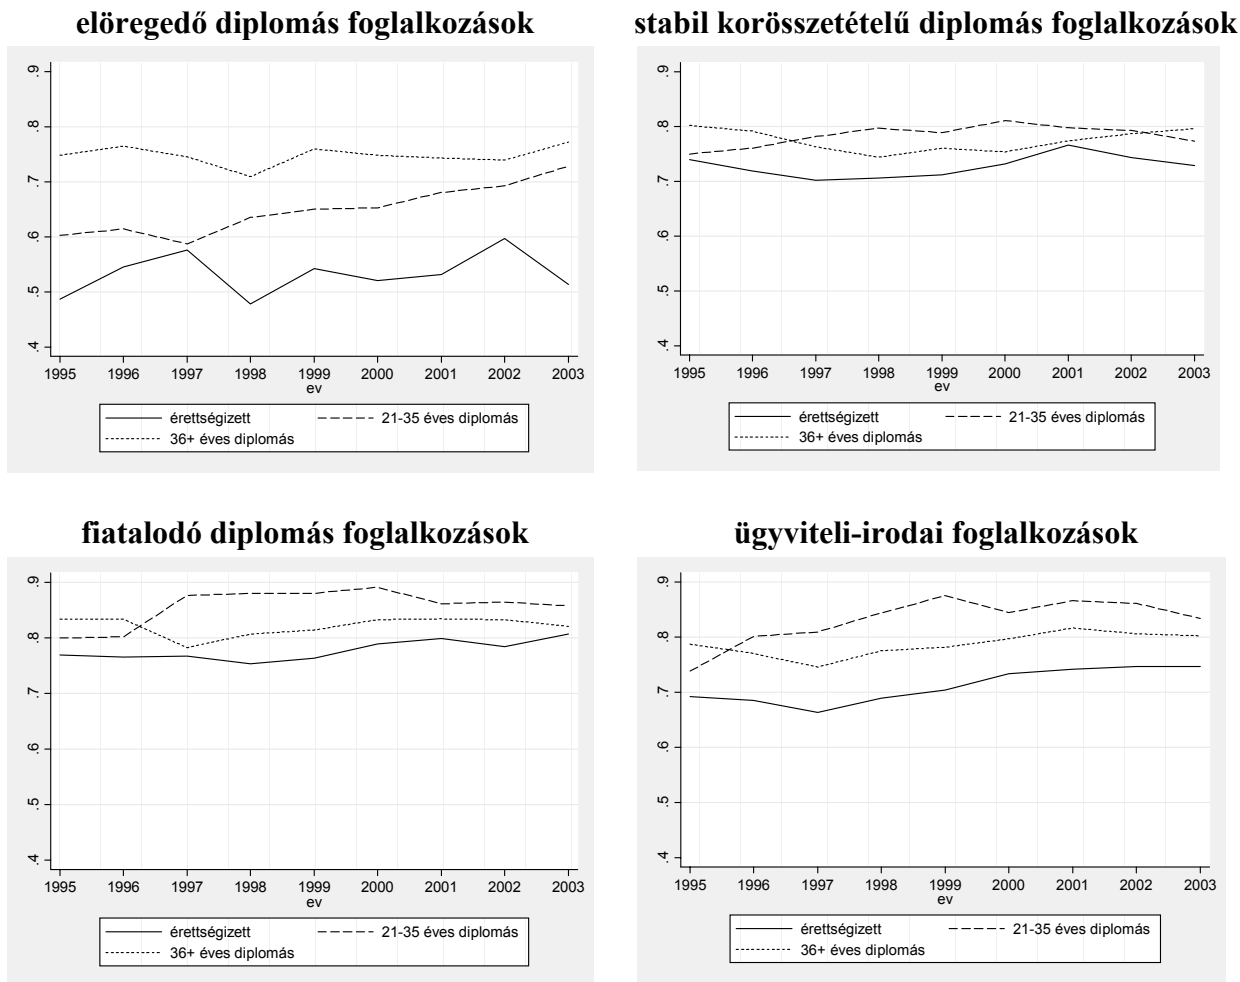 elöregedő diplomás foglalkozások
.9
.8
.7
.6
.5
.4
1995 1996 1997 1998 1999 2000 2001 2002 2003
ev
érettségizett 21-35 éves diplomás
36+ éves diplomás
stabil korösszetételű diplomás foglalkozások
.9
.8
.7
.6
.5
.4
1995 1996 1997 1998 1999 2000 2001 2002 2003
ev
érettségizett 21-35 éves diplomás
36+ éves diplomás
fiatalodó diplomás foglalkozások
.9
.8
.7
.6
.5
.4
1995 1996 1997 1998 1999 2000 2001 2002 2003
ev
érettségizett 21-35 éves diplomás
36+ éves diplomás
ügyviteli-irodai foglalkozások
.9
.8
.7
.6
.5
.4
1995 1996 1997 1998 1999 2000 2001 2002 2003
ev
érettségizett 21-35 éves diplomás
36+ éves diplomás